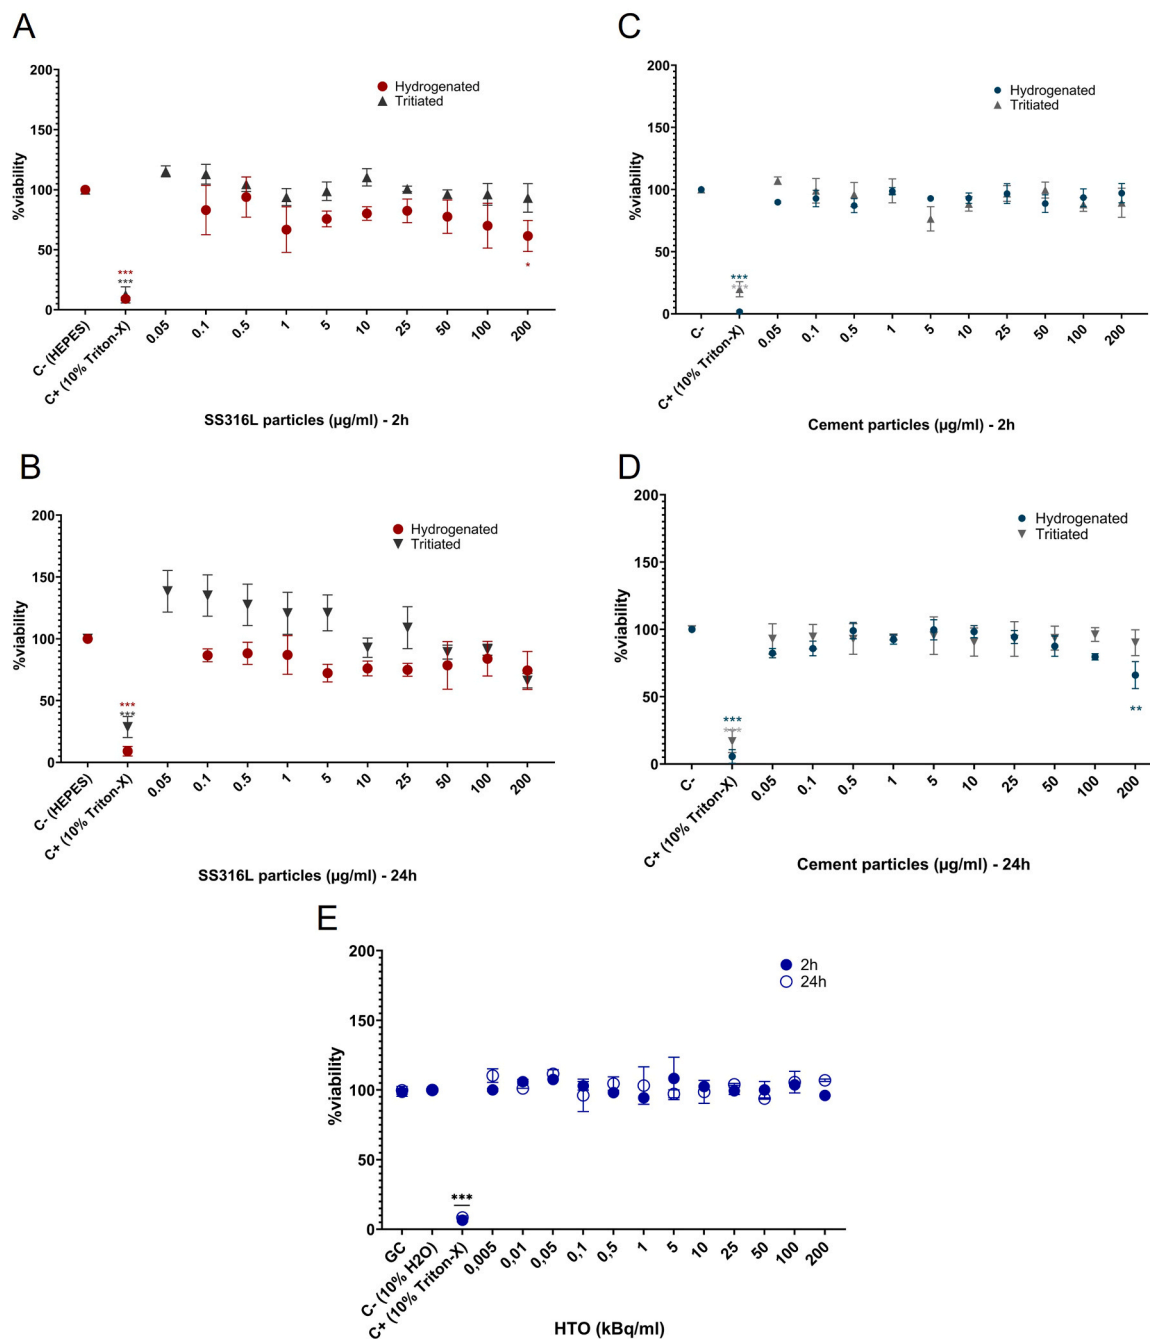 A
200
150
100
50
0
%viability
Hydrogenated
Tritiated
***
***
*
C- (HEPES)
C+ (10% Triton-X)
0.05
0.1
0.5
1
5
10
25
50
100
200
SS316L particles (µg/ml) - 2h
C
200
150
100
50
0
%viability
Hydrogenated
Tritiated
***
***
C-
C+ (10% Triton-X)
0.05
0.1
0.5
1
5
10
25
50
100
200
Cement particles (µg/ml) - 2h
B
200
150
100
50
0
%viability
Hydrogenated
Tritiated
***
***
C- (HEPES)
C+ (10% Triton-X)
0.05
0.1
0.5
1
5
10
25
50
100
200
SS316L particles (µg/ml) - 24h
D
200
150
100
50
0
%viability
Hydrogenated
Tritiated
***
***
**
C-
C+ (10% Triton-X)
0.05
0.1
0.5
1
5
10
25
50
100
200
Cement particles (µg/ml) - 24h
E
200
150
100
50
0
%viability
2h
24h
***
GC
C- (10% H2O)
C+ (10% Triton-X)
0,005
0,01
0,05
0,1
0,5
1
5
10
25
50
100
200
HTO (kBq/ml)